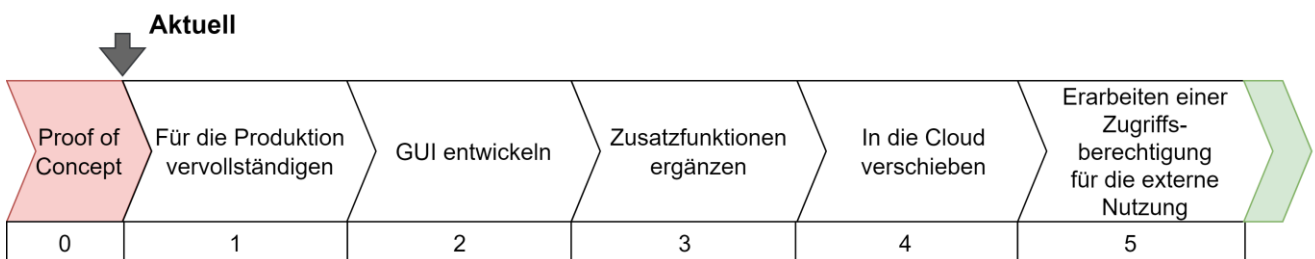 Aktuell
Proof of
Concept
Für die Produktion
vervollständigen
GUI entwickeln
Zusatzfunktionen
ergänzen
In die Cloud
verschieben
Erarbeiten einer
Zugriffs-
berechtigung
für die externe
Nutzung
0
1
2
3
4
5